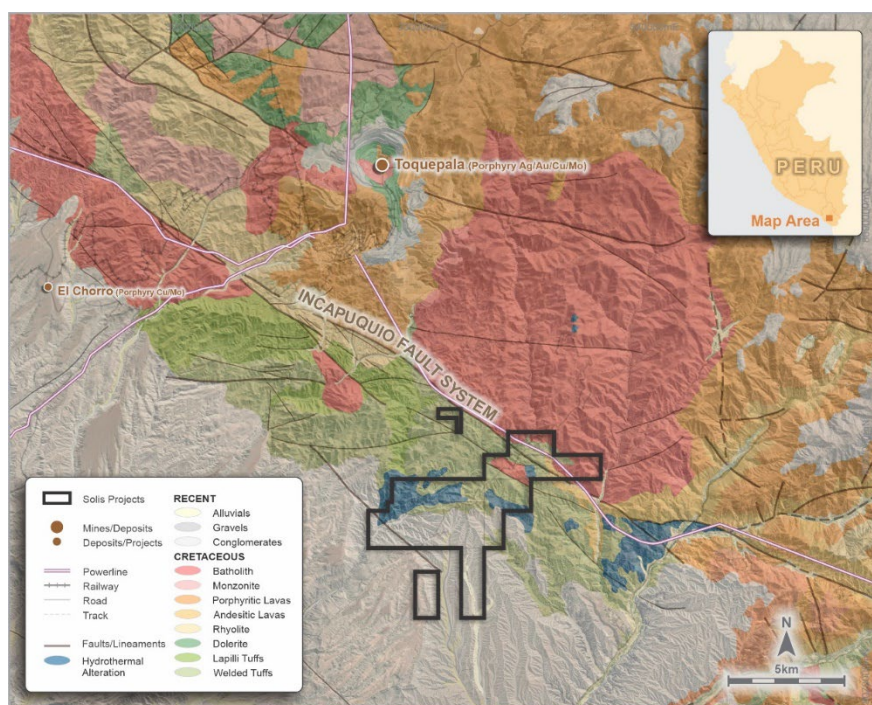 PERU
Map Area
Toquepala (Porphyry Ag/Au/Cu/Mo)
El Chorro (Porphyry Cu/Mo)
INCAPUQUIO FAULT SYSTEM
Solis Projects
Mines/Deposits
Deposits/Projects
Powerline
Railway
Road
Track
Faults/Lineaments
Hydrothermal
Alteration
RECENT
Alluvials
Gravels
Conglomerates
CRETACEOUS
Batholith
Monzonite
Porphyritic Lavas
Andesitic Lavas
Rhyolite
Dolerite
Lapilli Tuffs
Welded Tuffs
N
5km